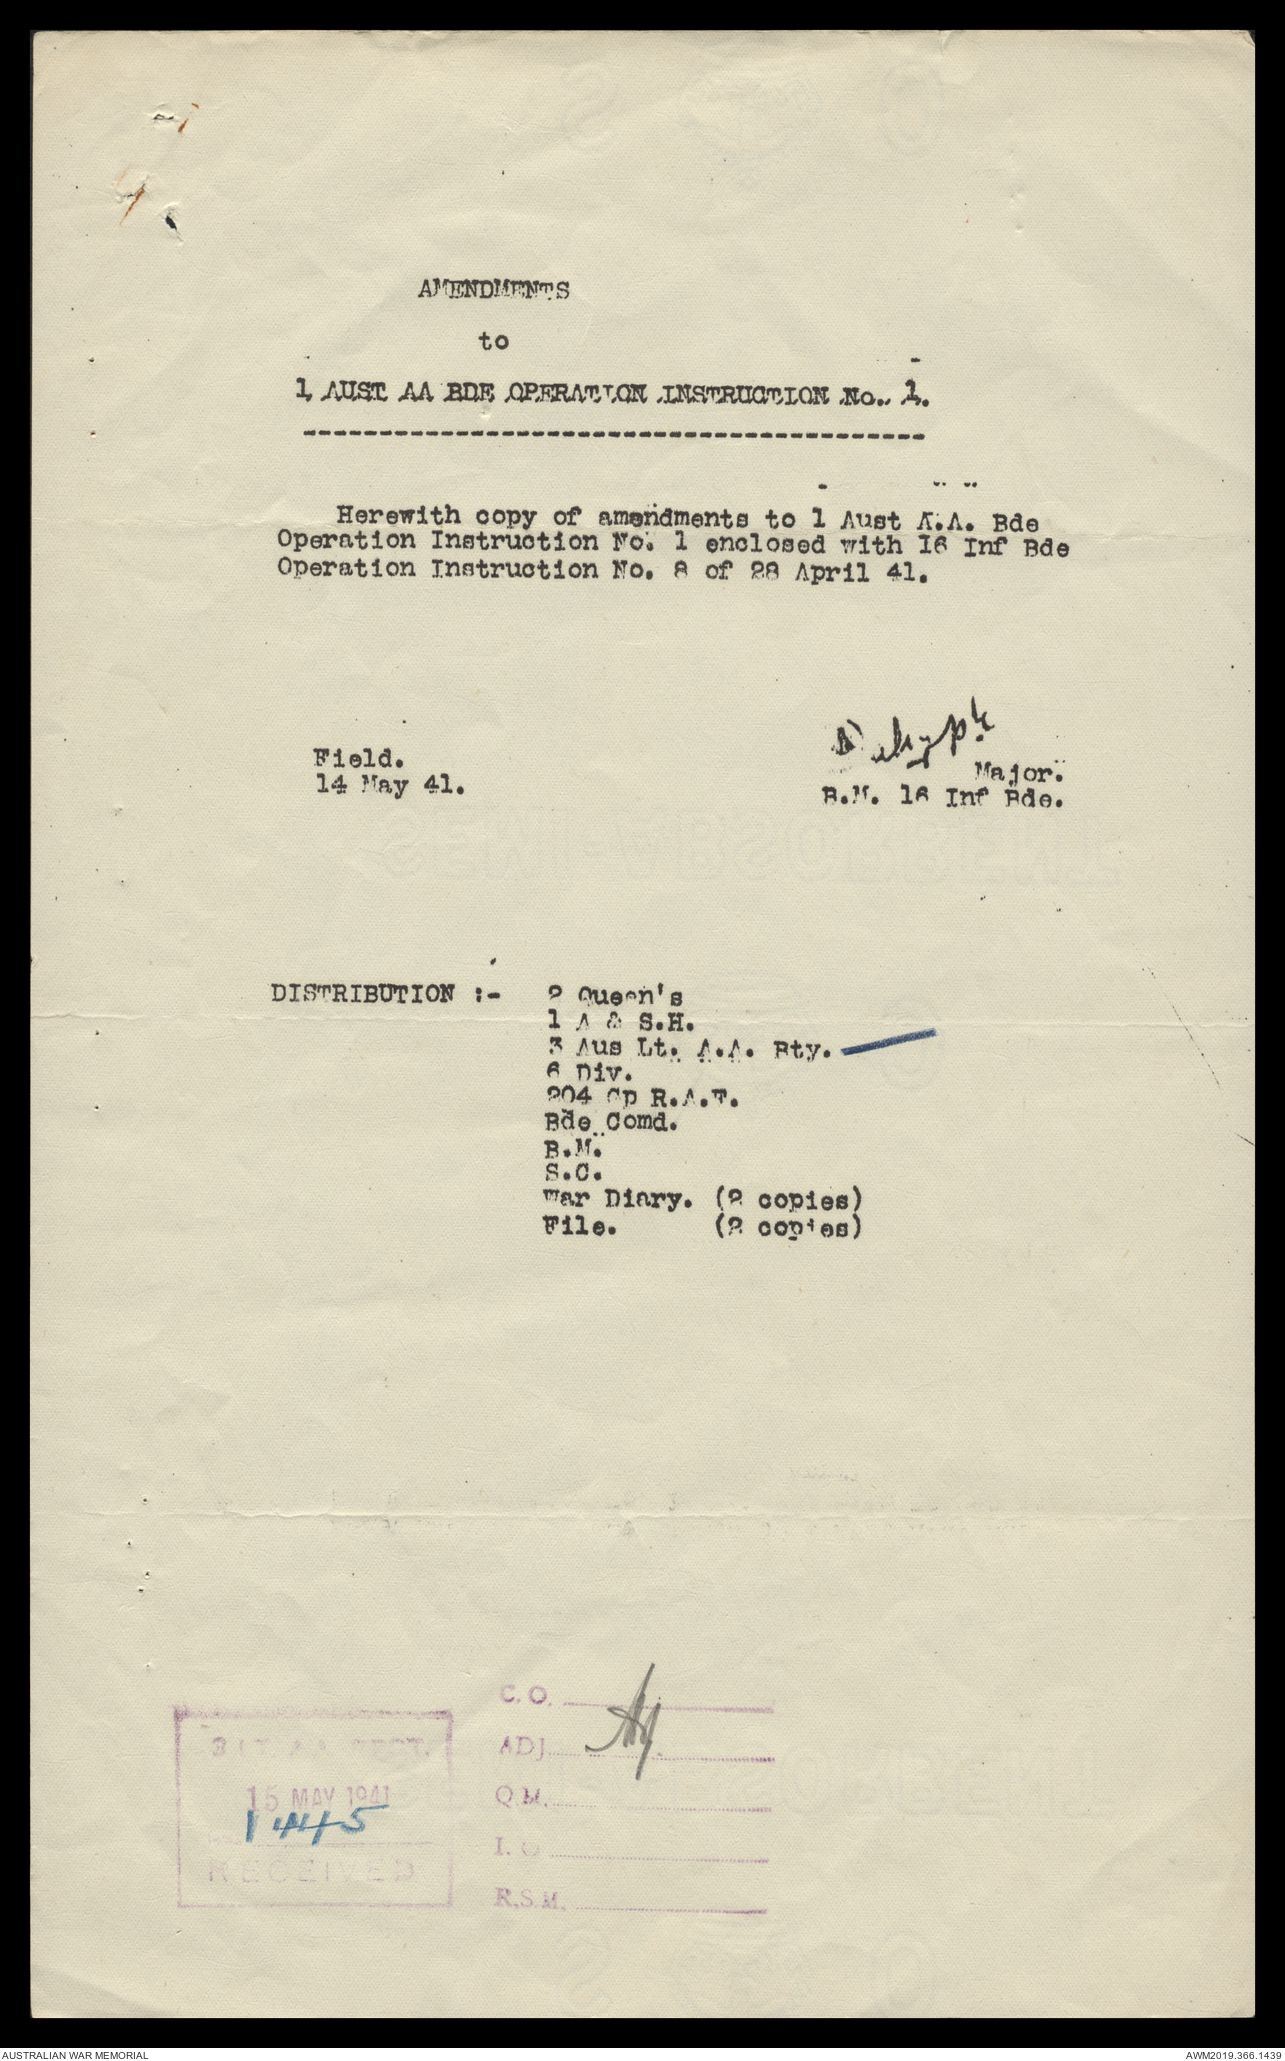 AMENDMENTS
to
1 AUST AA BDE OPERATION INSTRUCTION No. 1.
Herewith copy of amendments to 1 Aust A.A. Bde
Operation Instruction No. 1 enclosed with 16 Inf Bde
Operation Instruction No. 8 of 28 April 41.
Field.
14 May 41.
Major.
B.M. 16 Inf Bde.
DISTRIBUTION :- 2 Queen's
1 A & S.H.
3 Aus Lt. A.A. Bty.
6 Div.
204 Gp R.A.F.
Bde Comd.
B.M.
S.C.
War Diary. (2 copies)
File. (2 copies)
C. O.
ADJ.
Q.M.
I. O
R.S.M.
15 MAY 1941
1445
RECEIVED
AUSTRALIAN WAR MEMORIAL
AWM2019.366.1439